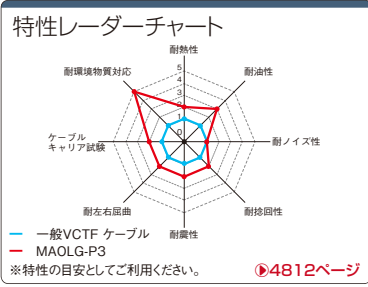 特性レーダーチャート
耐熱性
耐環境物質対応
耐油性
5
4
3
2
1
0
ケーブル
キャリア試験
耐ノイズ性
耐左右屈曲
耐捻回性
耐震性
一般VCTF ケーブル
MAOLG-P3
※特性の目安としてご利用ください。
4812ページ